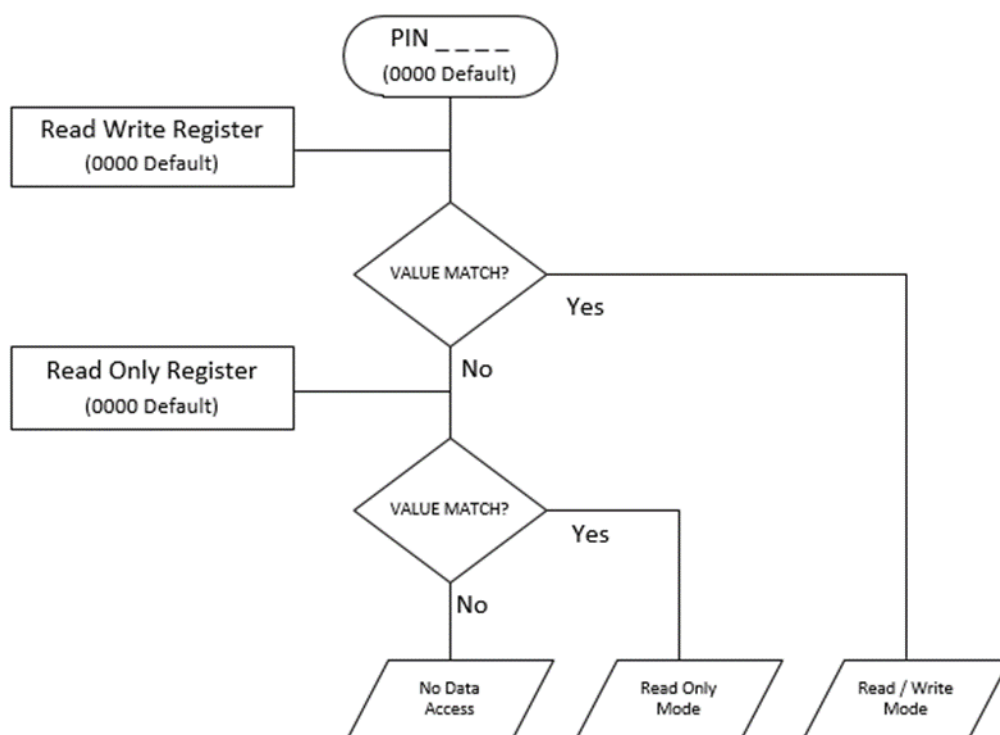 PIN _ _ _ _
(0000 Default)
Read Write Register
(0000 Default)
VALUE MATCH?
Yes
No
Read Only Register
(0000 Default)
VALUE MATCH?
Yes
No
No Data
Access
Read Only
Mode
Read / Write
Mode